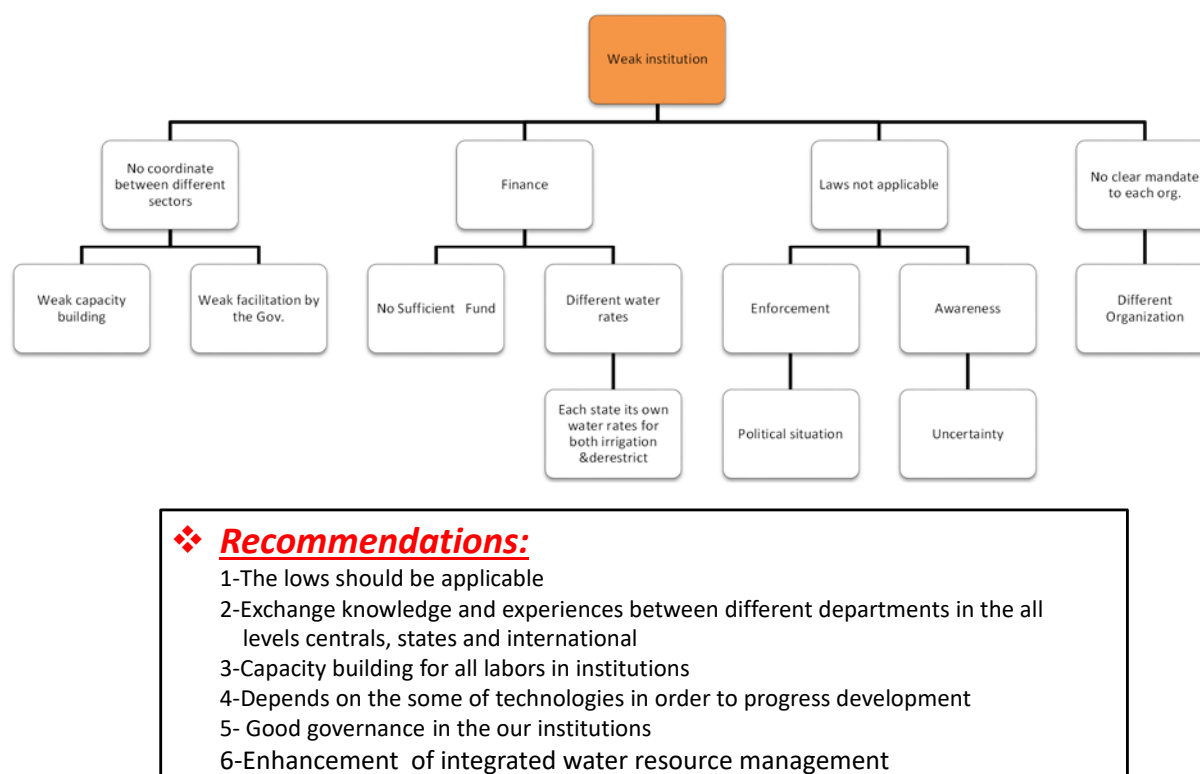 Weak institution
No coordinate
between different
sectors
Finance
Laws not applicable
No clear mandate
to each org.
Weak capacity
building
Weak facilitation by
the Gov.
No Sufficient Fund
Different water
rates
Enforcement
Awareness
Different
Organization
Each state its own
water rates for
both irrigation
&derestrict
Political situation
Uncertainty
❖ Recommendations:
1-The lows should be applicable
2-Exchange knowledge and experiences between different departments in the all
levels centrals, states and international
3-Capacity building for all labors in institutions
4-Depends on the some of technologies in order to progress development
5- Good governance in the our institutions
6-Enhancement of integrated water resource management